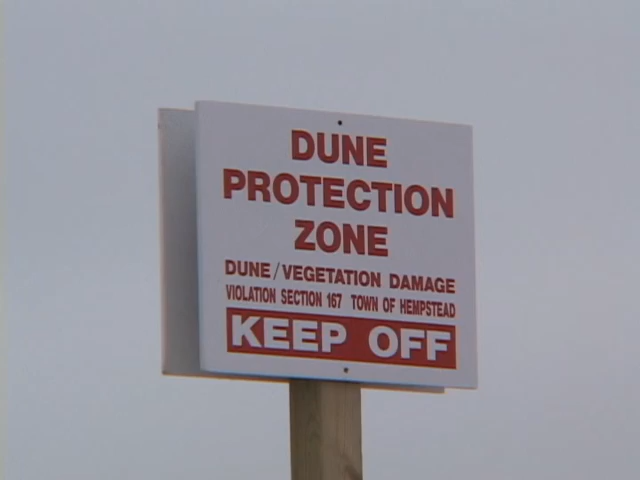 DUNE
PROTECTION
ZONE
DUNE/VEGETATION DAMAGE
VIOLATION SECTION 167 TOWN OF HEMPSTEAD
KEEP OFF